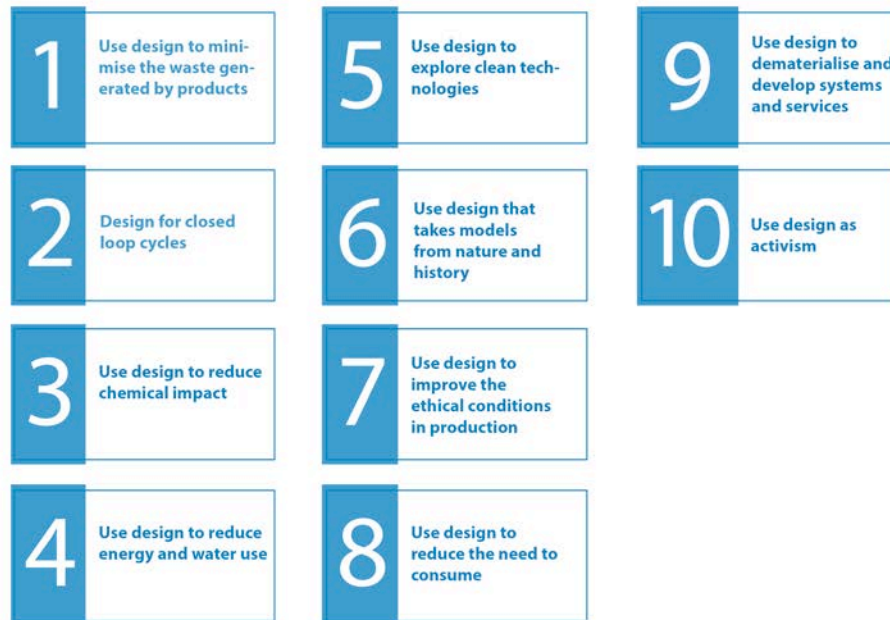 1
Use design to mini-
mise the waste gen-
erated by products
2
Design for closed
loop cycles
3
Use design to reduce
chemical impact
4
Use design to reduce
energy and water use
5
Use design to
explore clean tech-
nologies
6
Use design that
takes models
from nature and
history
7
Use design to
improve the
ethical conditions
in production
8
Use design to
reduce the need to
consume
9
Use design to
dematerialise and
develop systems
and services
10
Use design as
activism